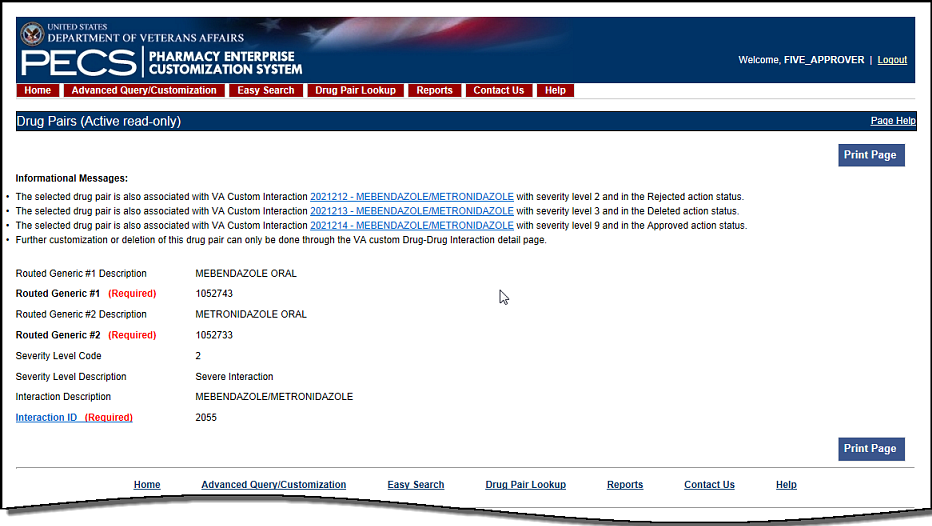 UNITED STATES
DEPARTMENT OF VETERANS AFFAIRS
PECS PHARMACY ENTERPRISE
CUSTOMIZATION SYSTEM
Welcome, FIVE_APPROVER | Logout
Home Advanced Query/Customization Easy Search Drug Pair Lookup Reports Contact Us Help
Drug Pairs (Active read-only) Page Help
Print Page
Informational Messages:
• The selected drug pair is also associated with VA Custom Interaction 2021212 - MEBENDAZOLE/METRONIDAZOLE with severity level 2 and in the Rejected action status.
• The selected drug pair is also associated with VA Custom Interaction 2021213 - MEBENDAZOLE/METRONIDAZOLE with severity level 3 and in the Deleted action status.
• The selected drug pair is also associated with VA Custom Interaction 2021214 - MEBENDAZOLE/METRONIDAZOLE with severity level 9 and in the Approved action status.
• Further customization or deletion of this drug pair can only be done through the VA custom Drug-Drug Interaction detail page.
Routed Generic #1 Description MEBENDAZOLE ORAL
Routed Generic #1 (Required) 1052743
Routed Generic #2 Description METRONIDAZOLE ORAL
Routed Generic #2 (Required) 1052733
Severity Level Code 2
Severity Level Description Severe Interaction
Interaction Description MEBENDAZOLE/METRONIDAZOLE
Interaction ID (Required) 2055
Print Page
Home Advanced Query/Customization Easy Search Drug Pair Lookup Reports Contact Us Help